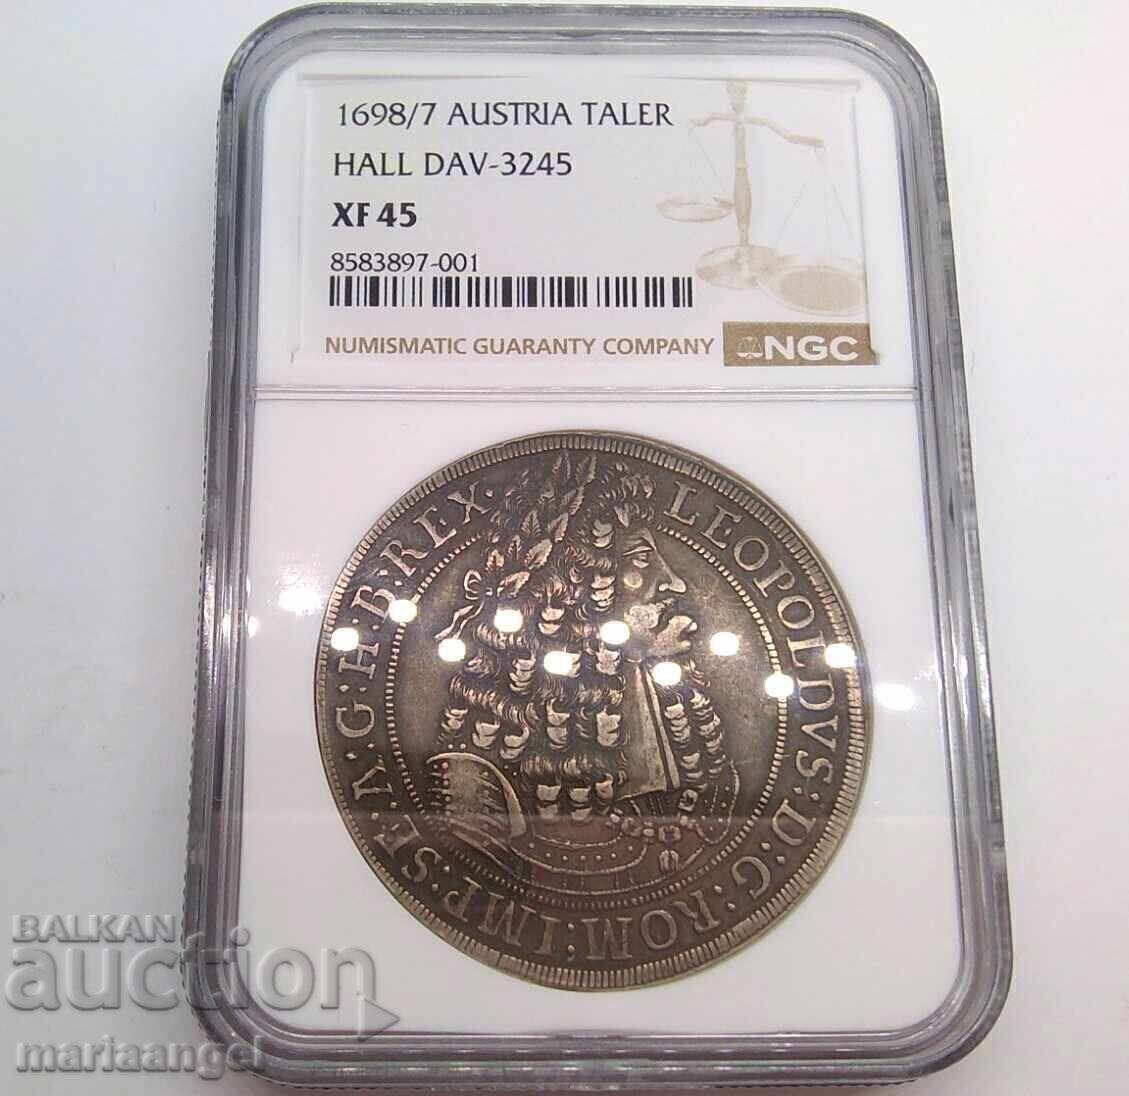 1698/7 AUSTRIA TALER
HALL DAV-3245
XF 45
8583897-001
NUMISMATIC GUARANTY COMPANY NGC
LEOPOLDVS: D: G: ROM: IMP: S: E: A: G: H: B: REX.
BALKAN
auction
mariaangel